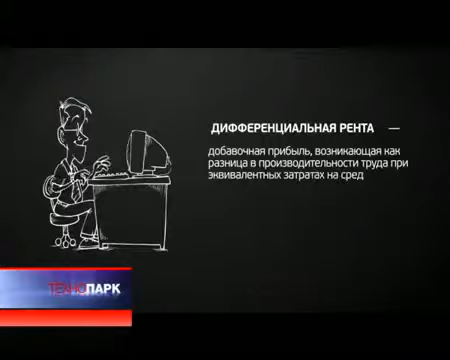 ДИФФЕРЕНЦИАЛЬНАЯ РЕНТА —
добавочная прибыль, возникающая как
разница в производительности труда при
эквивалентных затратах на сред
ТЕХНОПАРК